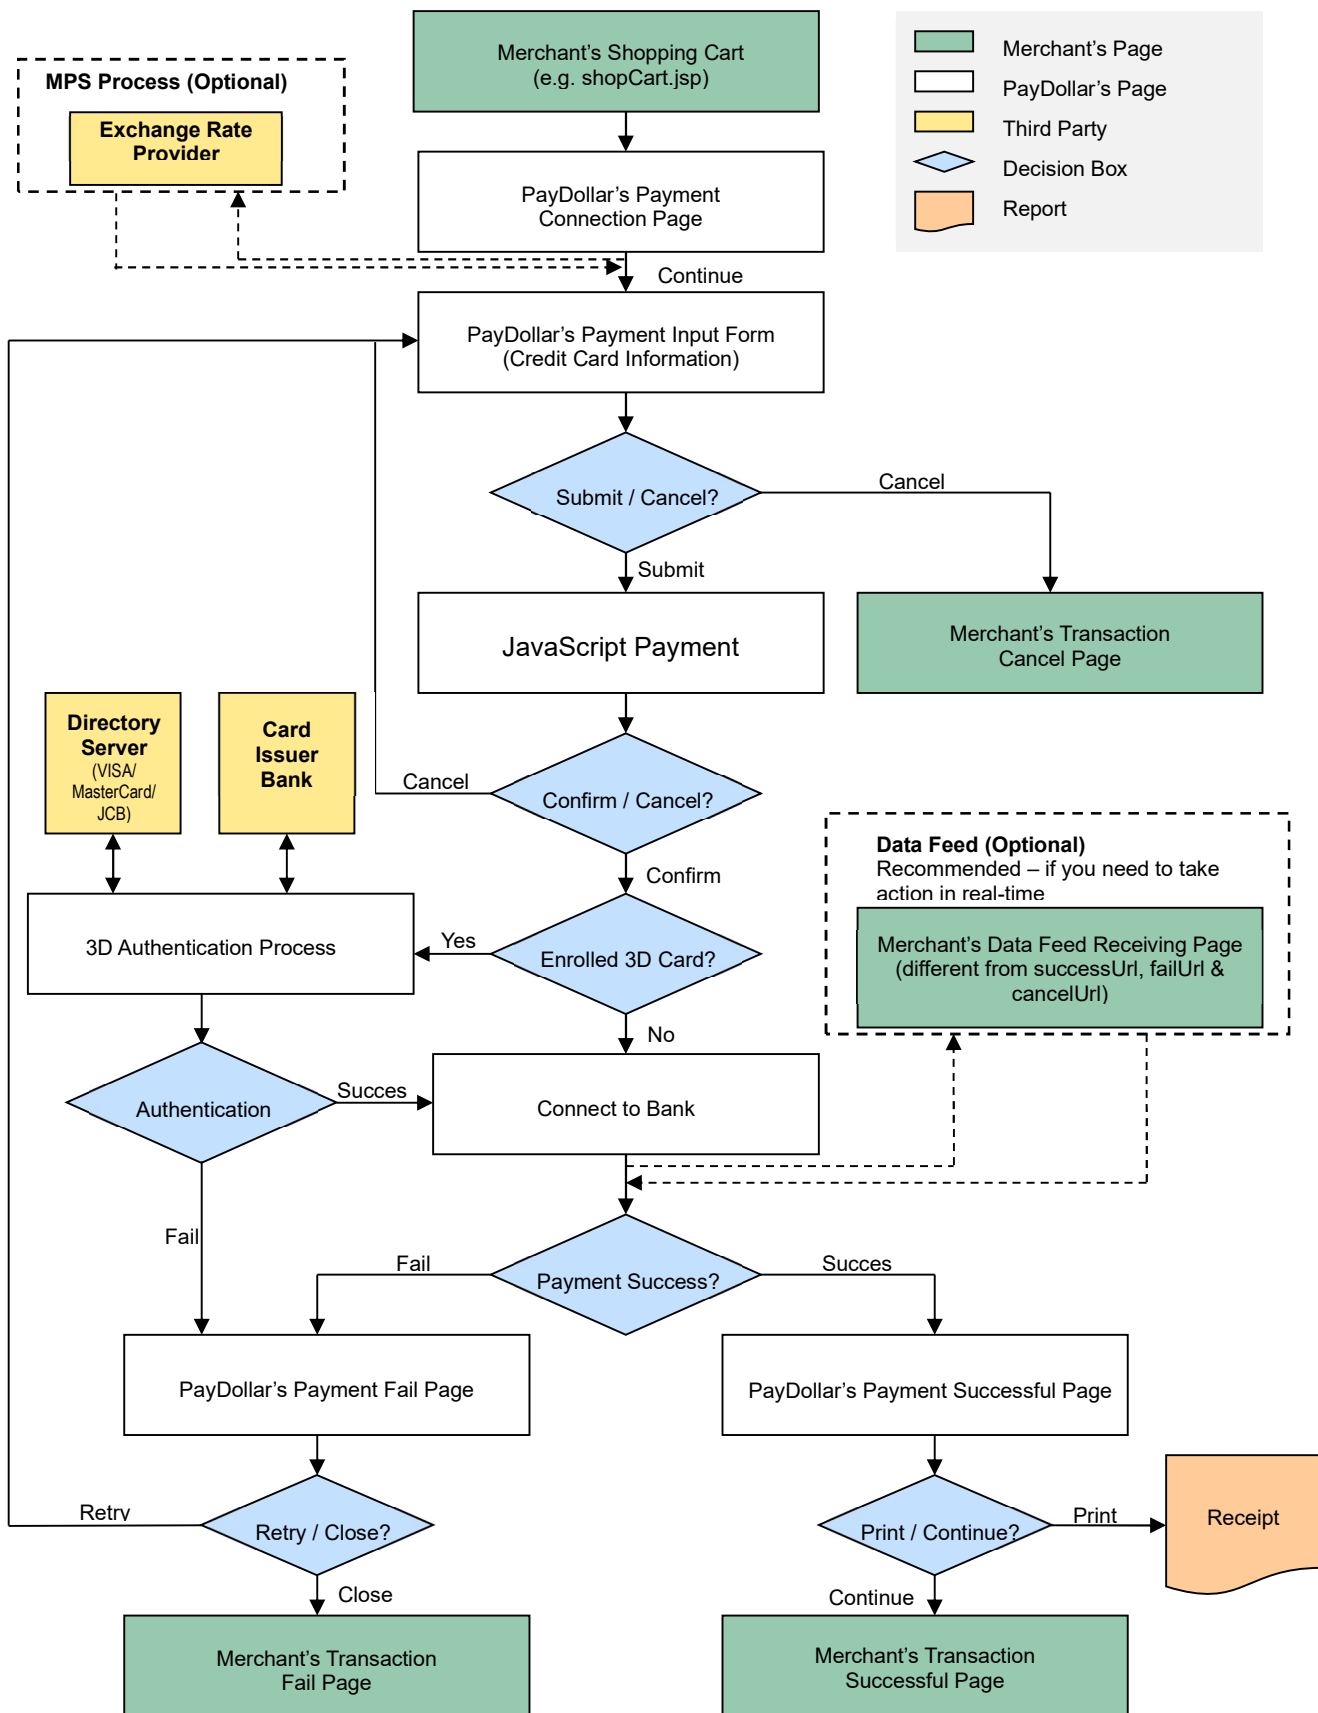 Merchant's Shopping Cart
(e.g. shopCart.jsp)
Merchant's Page
PayDollar's Page
Third Party
Decision Box
Report
MPS Process (Optional)
Exchange Rate
Provider
PayDollar's Payment
Connection Page
Continue
PayDollar's Payment Input Form
(Credit Card Information)
Submit / Cancel?
Cancel
Submit
JavaScript Payment
Merchant's Transaction
Cancel Page
Directory
Server
(VISA/
MasterCard/
JCB)
Card
Issuer
Bank
Cancel
Confirm / Cancel?
Confirm
Data Feed (Optional)
Recommended – if you need to take
action in real-time
Merchant's Data Feed Receiving Page
(different from successUrl, failUrl &
cancelUrl)
3D Authentication Process
Yes
Enrolled 3D Card?
No
Authentication
Succes
Connect to Bank
Fail
Fail
Payment Success?
Succes
PayDollar's Payment Fail Page
PayDollar's Payment Successful Page
Retry
Retry / Close?
Close
Print / Continue?
Print
Receipt
Continue
Merchant's Transaction
Fail Page
Merchant's Transaction
Successful Page